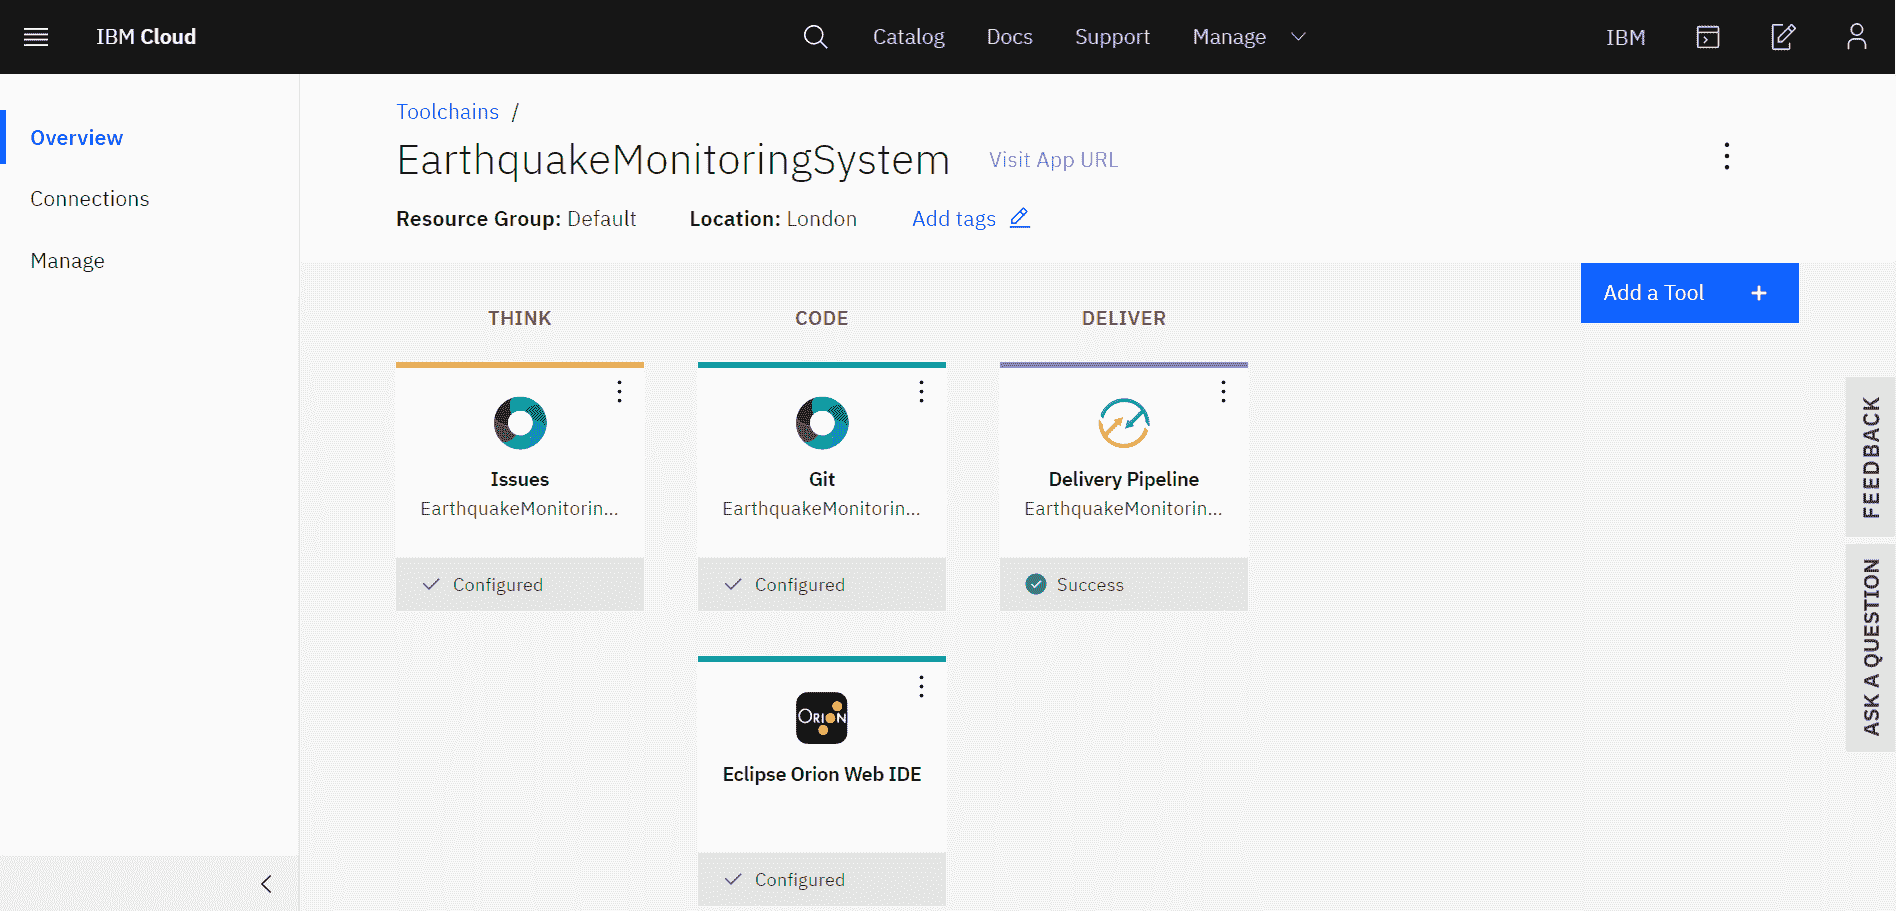 IBM Cloud
Catalog Docs Support Manage
IBM
Overview
Connections
Manage
Toolchains /
EarthquakeMonitoringSystem Visit App URL
Resource Group: Default Location: London Add tags
Add a Tool +
THINK CODE DELIVER
Issues
EarthquakeMonitorin...
Configured
Git
EarthquakeMonitorin...
Configured
Delivery Pipeline
EarthquakeMonitorin...
Success
ORION
Eclipse Orion Web IDE
Configured
FEEDBACK
ASK A QUESTION